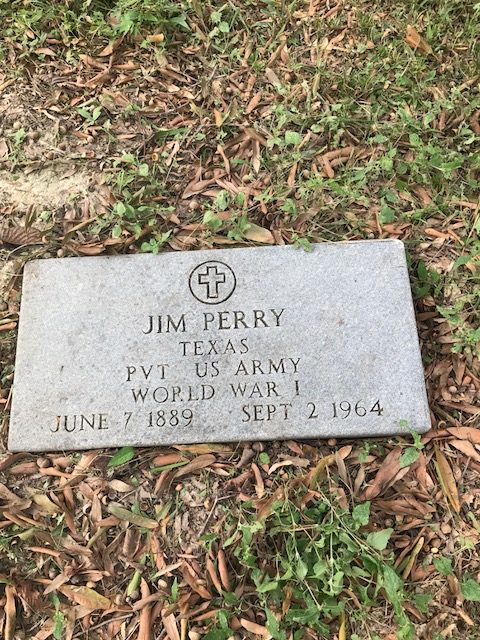 JIM PERRY
TEXAS
PVT US ARMY
WORLD WAR I
JUNE 7 1889 SEPT 2 1964